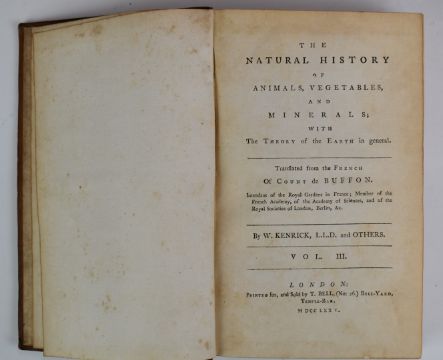 THE
NATURAL HISTORY
OF
ANIMALS, VEGETABLES,
AND
MINERALS;
WITH
The THEORY of the EARTH in general.
Translated from the FRENCH
Of COUNT de BUFFON.
Intendant of the Royal Gardens in France; Member of the
French Academy, of the Academy of Sciences, and of the
Royal Societies of London, Berlin, &c.
By W. KENRICK, L.L.D. and OTHERS.
VOL. III.
LONDON:
PRINTED for, and Sold by T. BELL, (No. 26.) BELL-YARD,
TEMPLE-BAR.